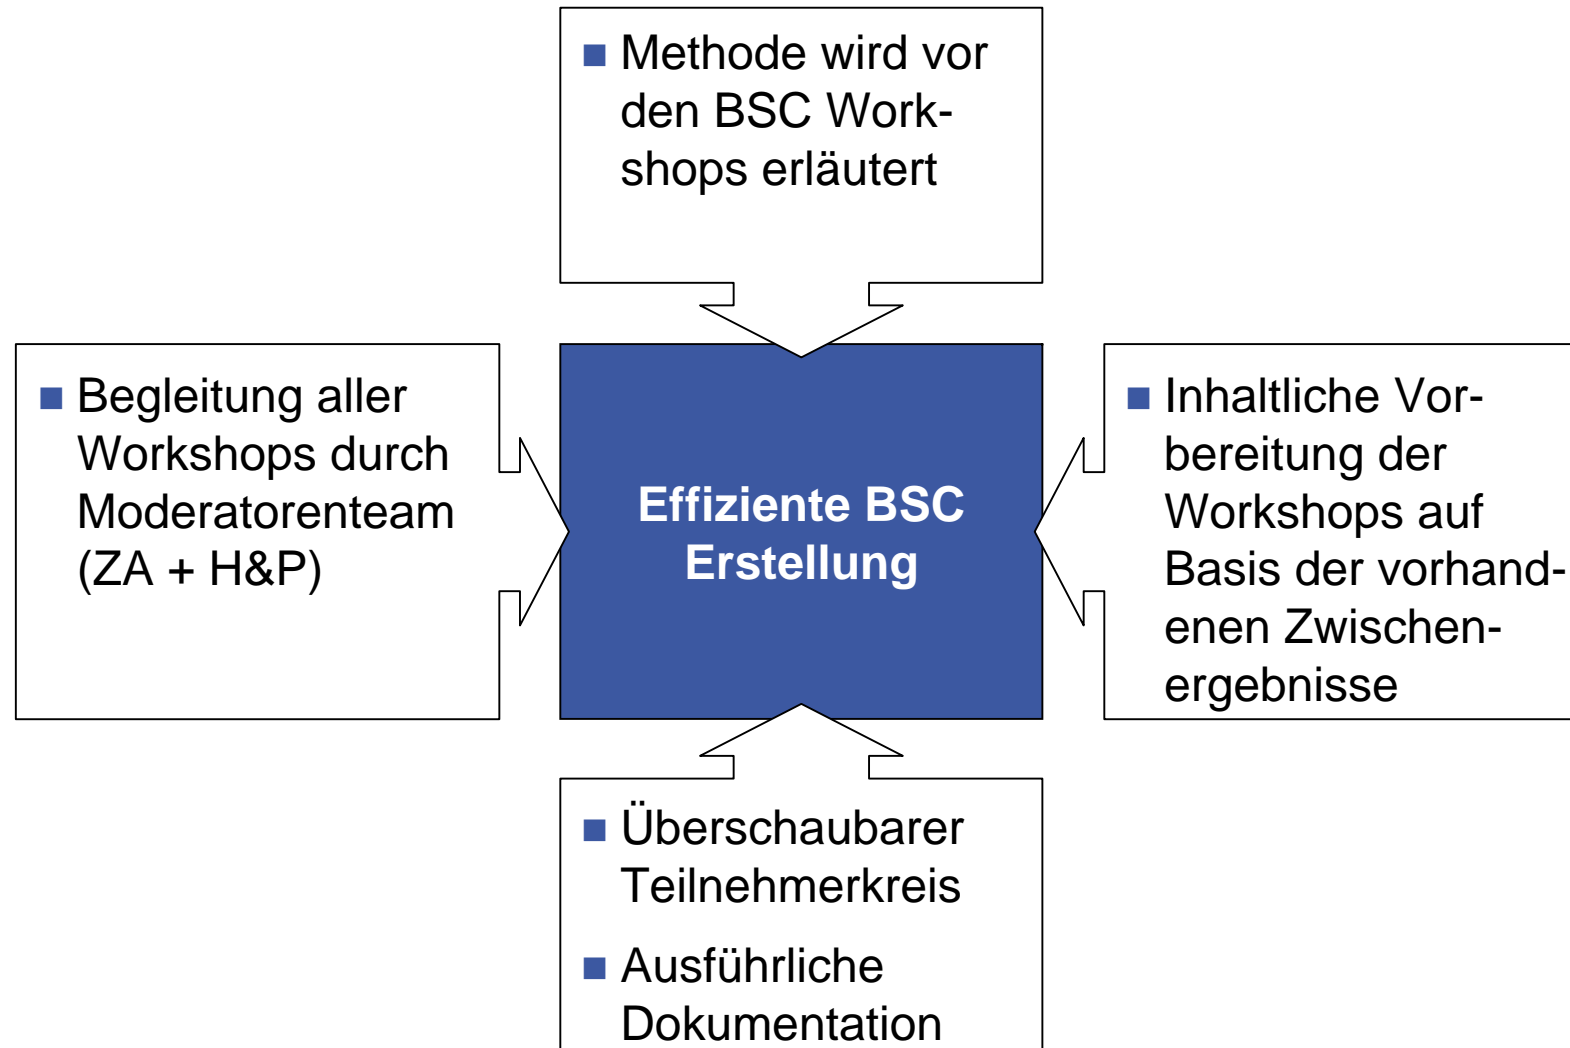 Methode wird vor
den BSC Work-
shops erläutert
Begleitung aller
Workshops durch
Moderatorenteam
(ZA + H&P)
Effiziente BSC
Erstellung
Inhaltliche Vor-
bereitung der
Workshops auf
Basis der vorhand-
enen Zwischen-
ergebnisse
Überschaubarer
Teilnehmerkreis
Ausführliche
Dokumentation